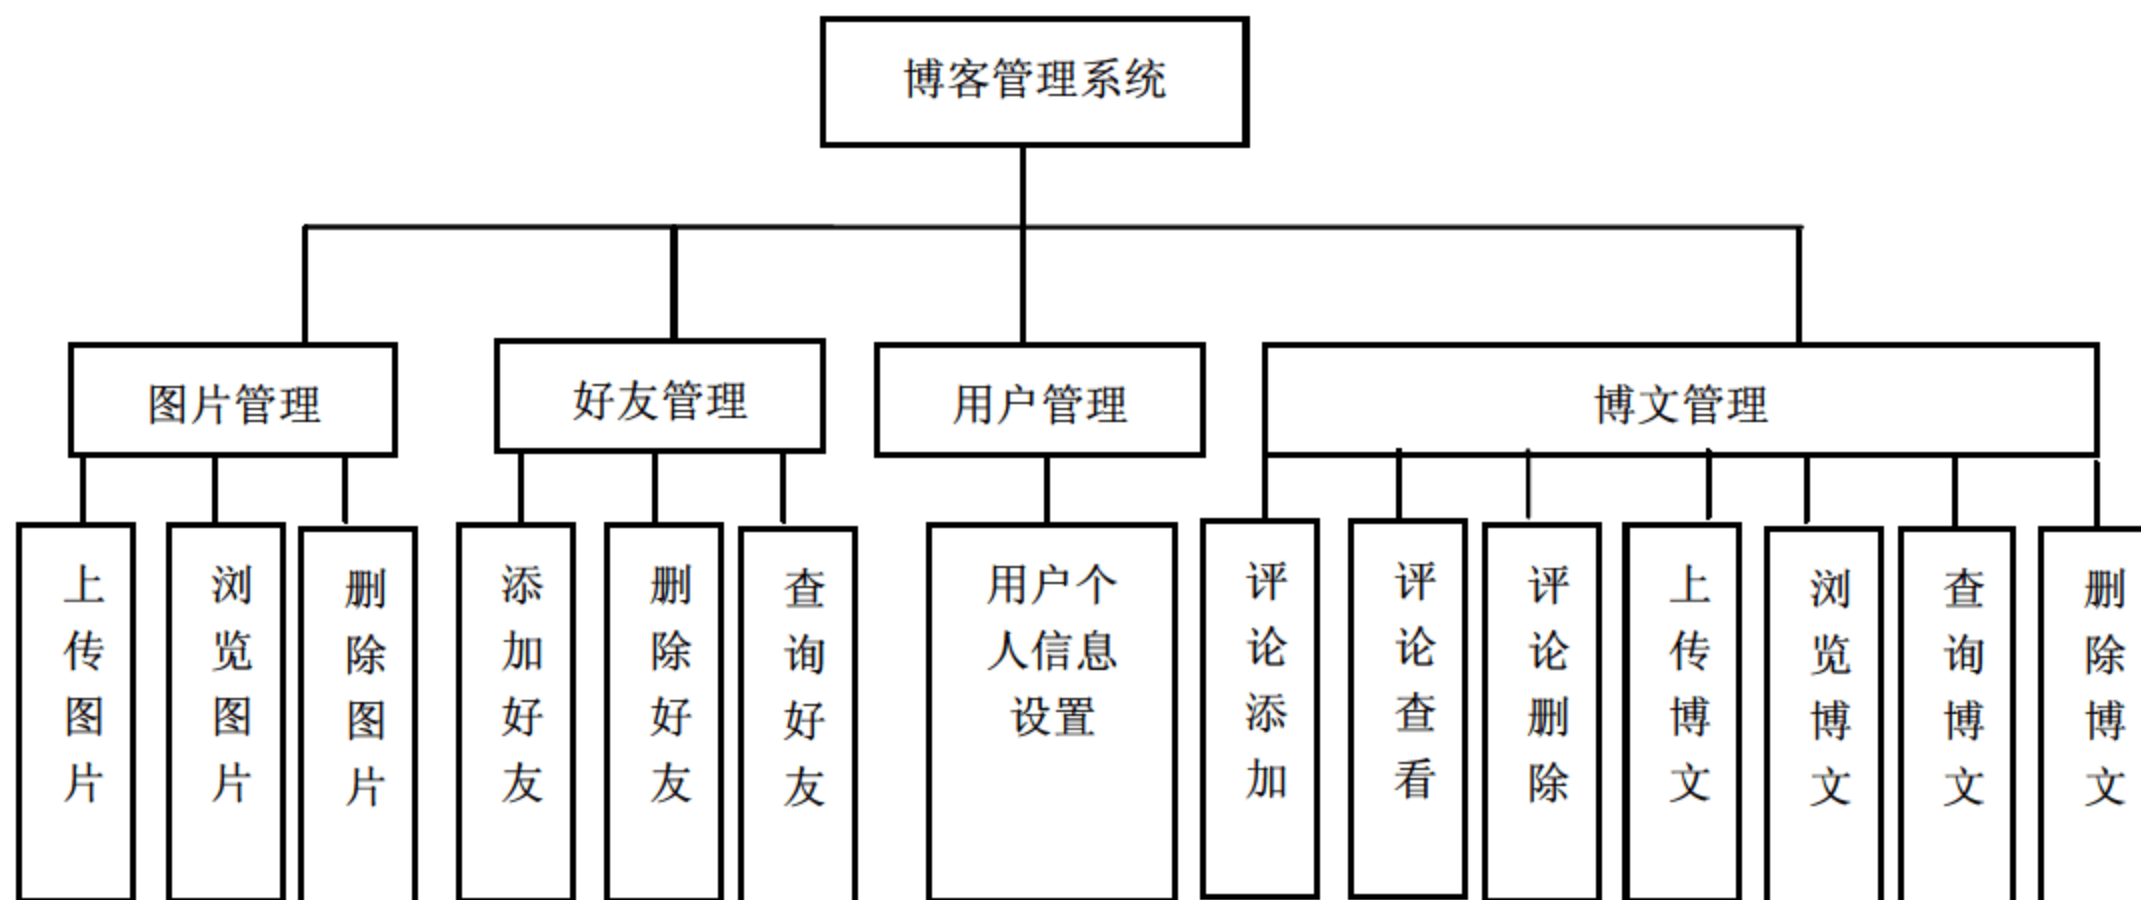 博客管理系统
图片管理
好友管理
用户管理
博文管理
上传图片
浏览图片
删除图片
添加好友
删除好友
查询好友
用户个
人信息
设置
评论添加
评论查看
评论删除
上传博文
浏览博文
查询博文
删除博文